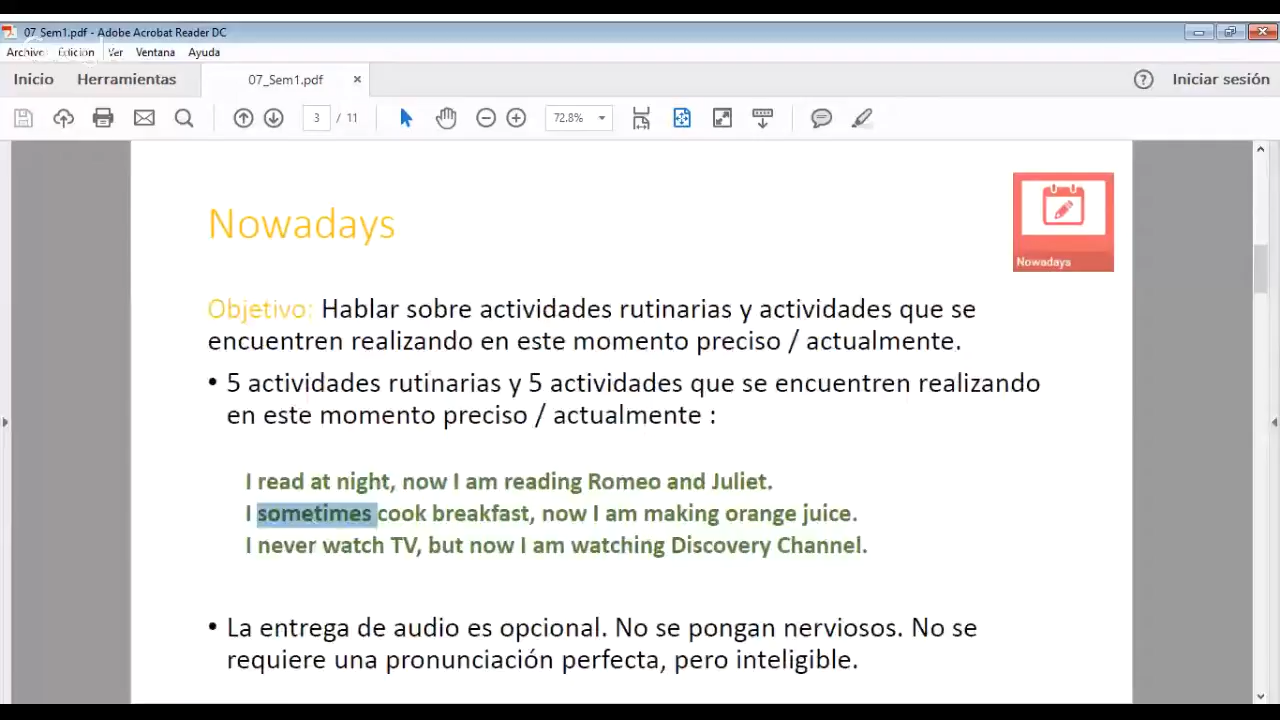 07_Sem1.pdf - Adobe Acrobat Reader DC
Archivo Edición Ver Ventana Ayuda
Inicio Herramientas 07_Sem1.pdf × ? Iniciar sesión
3 / 11 72.8%
Nowadays
Nowadays
Objetivo: Hablar sobre actividades rutinarias y actividades que se
encuentren realizando en este momento preciso / actualmente.
• 5 actividades rutinarias y 5 actividades que se encuentren realizando
en este momento preciso / actualmente :
I read at night, now I am reading Romeo and Juliet.
I sometimes cook breakfast, now I am making orange juice.
I never watch TV, but now I am watching Discovery Channel.
• La entrega de audio es opcional. No se pongan nerviosos. No se
requiere una pronunciación perfecta, pero inteligible.